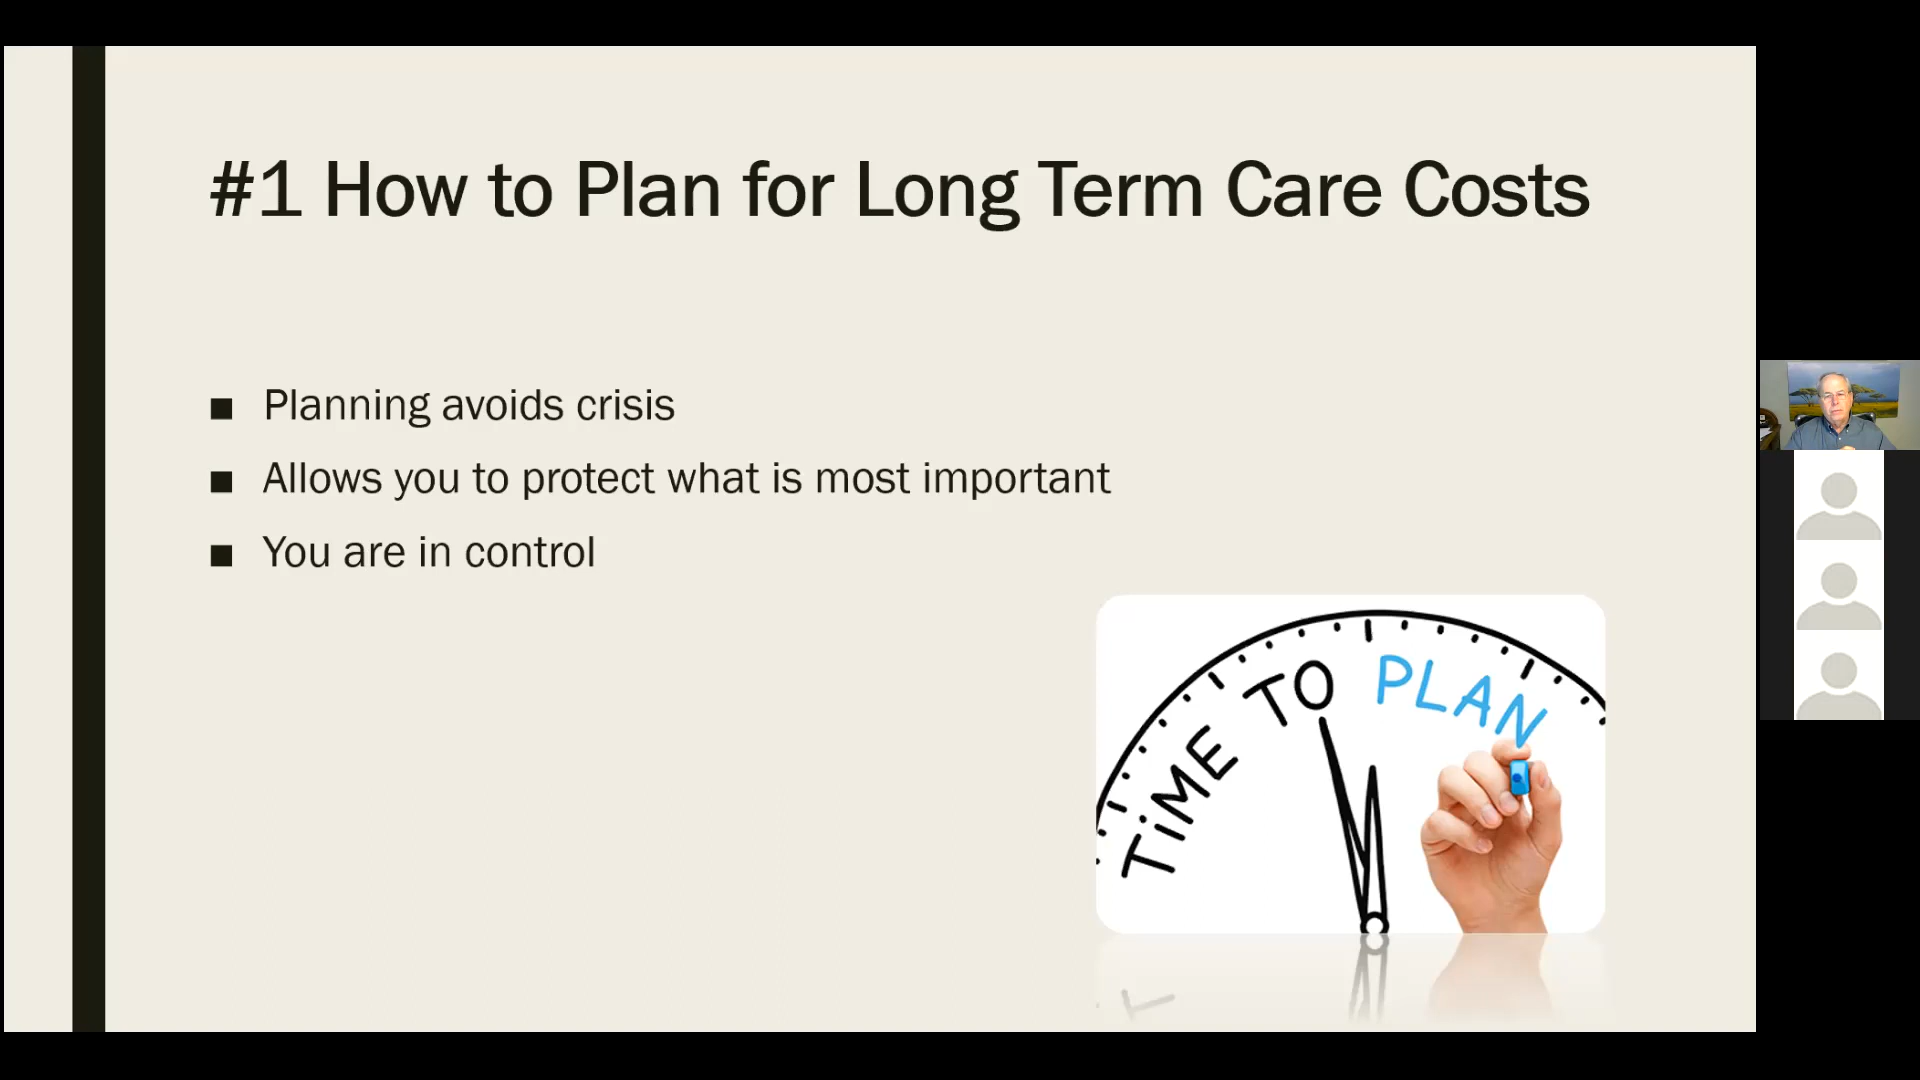 #1 How to Plan for Long Term Care Costs
■ Planning avoids crisis
■ Allows you to protect what is most important
■ You are in control
TiME TO PLAN